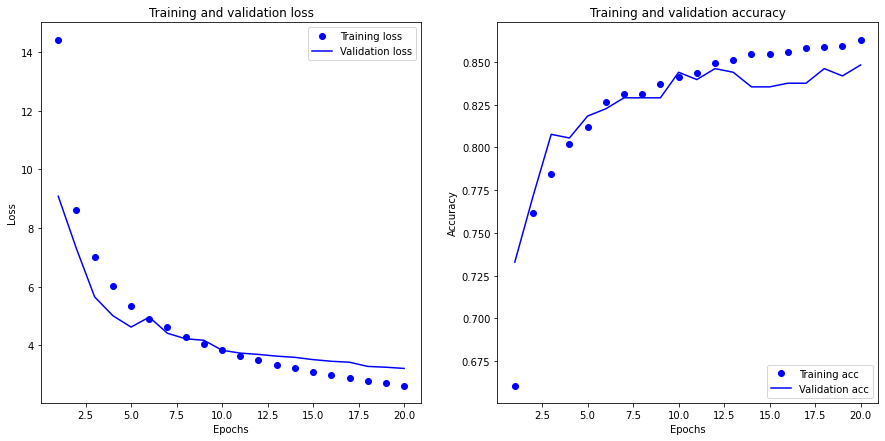 Training and validation loss
Training loss
Validation loss
14
12
10
8
6
4
Loss
2.5 5.0 7.5 10.0 12.5 15.0 17.5 20.0
Epochs
Training and validation accuracy
0.850
0.825
0.800
0.775
0.750
0.725
0.700
0.675
Accuracy
Training acc
Validation acc
2.5 5.0 7.5 10.0 12.5 15.0 17.5 20.0
Epochs